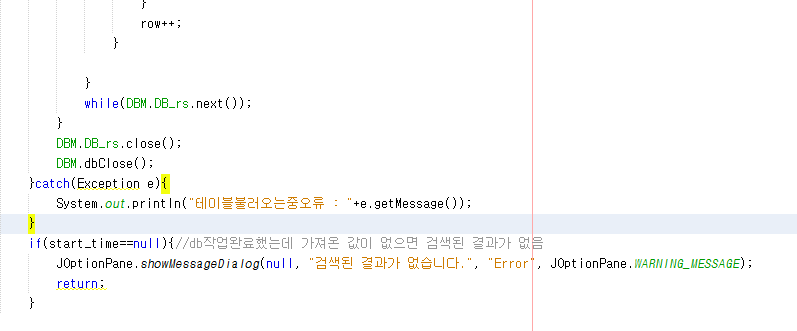 }
row++;
}
}
while(DBM.DB_rs.next());
}
DBM.DB_rs.close();
DBM.dbClose();
}catch(Exception e){
System.out.println("테이블불러오는중오류 : "+e.getMessage());
}
if(start_time==null){//db작업완료했는데 가져온 값이 없으면 검색된 결과가 없음
JOptionPane.showMessageDialog(null, "검색된 결과가 없습니다.", "Error", JOptionPane.WARNING_MESSAGE);
return;
}